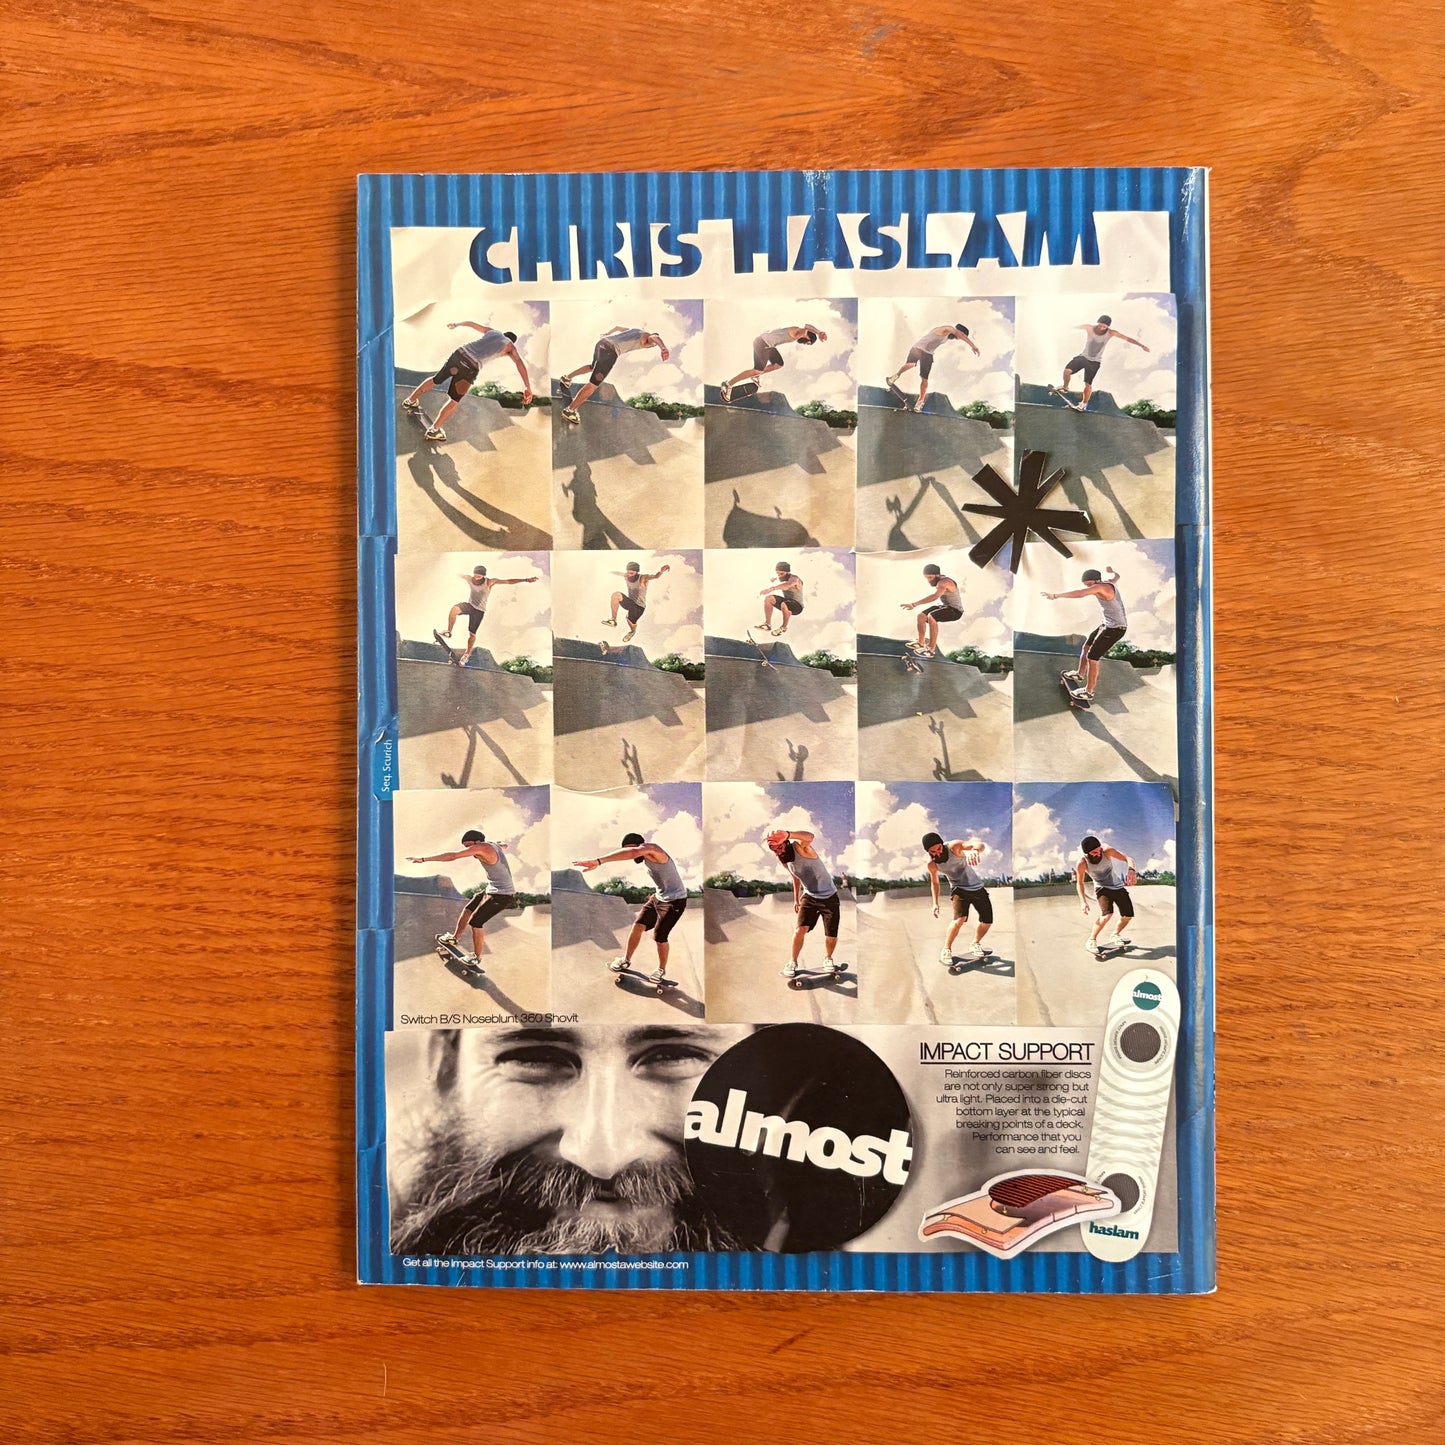 CHRIS HASLAM
Seq. Scurich
Switch B/S Noseblunt 360 Shovit
almost
IMPACT SUPPORT
Reinforced carbon fiber discs
are not only super strong but
ultra light. Placed into a die-cut
bottom layer at the typical
breaking points of a deck.
Performance that you
can see and feel.
almost
haslam
Get all the Impact Support info at: www.almostawebsite.com